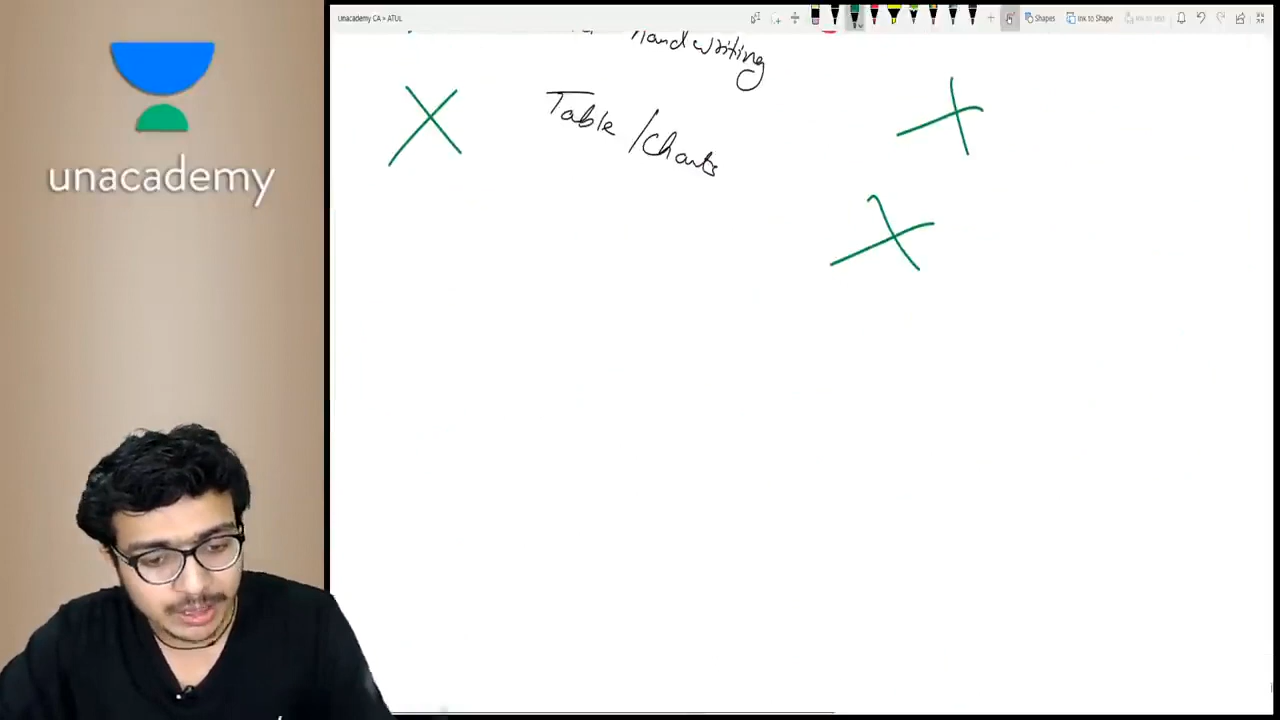 unacademy CA > ATUL
Shapes
Ink to Shape
Handwriting
Table / Charts
unacademy